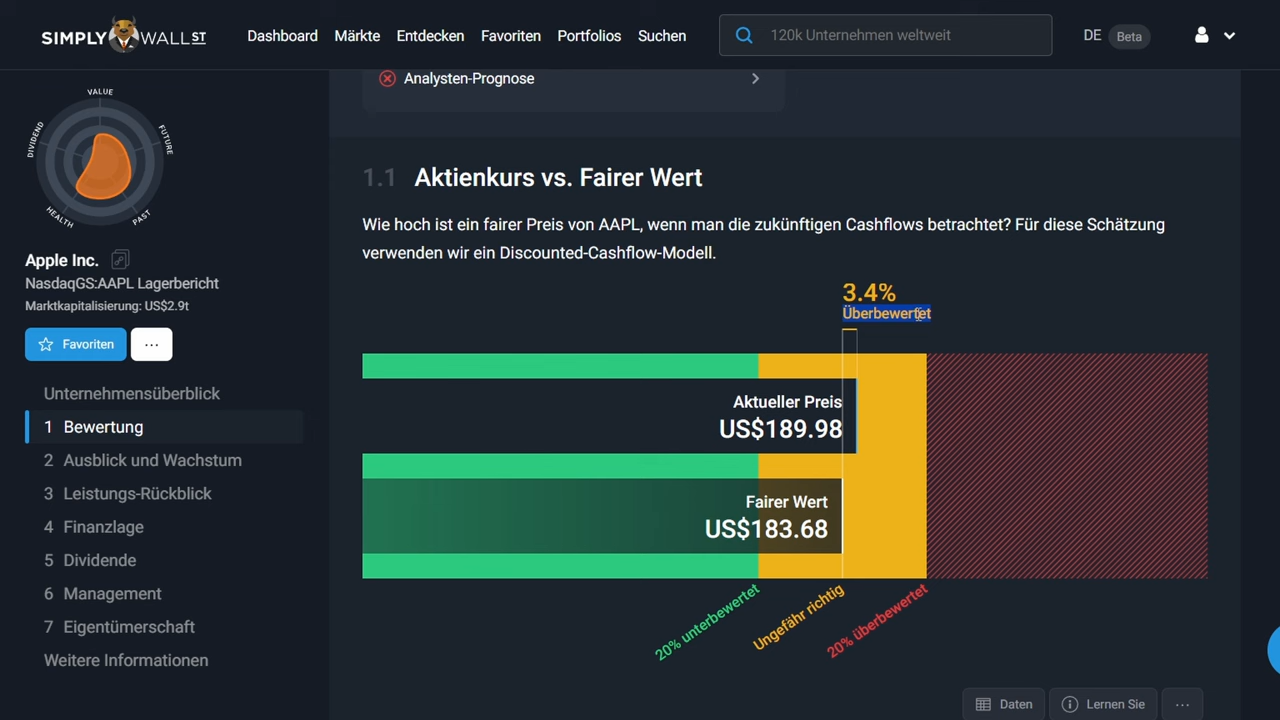 SIMPLY WALL ST
Dashboard
Märkte
Entdecken
Favoriten
Portfolios
Suchen
120k Unternehmen weltweit
DE
Beta
VALUE
FUTURE
PAST
HEALTH
DIVIDEND
Apple Inc.
NasdaqGS:AAPL Lagerbericht
Marktkapitalisierung: US$2.9t
Favoriten
...
Unternehmensüberblick
1 Bewertung
2 Ausblick und Wachstum
3 Leistungs-Rückblick
4 Finanzlage
5 Dividende
6 Management
7 Eigentümerschaft
Weitere Informationen
Analysten-Prognose
1.1 Aktienkurs vs. Fairer Wert
Wie hoch ist ein fairer Preis von AAPL, wenn man die zukünftigen Cashflows betrachtet? Für diese Schätzung
verwenden wir ein Discounted-Cashflow-Modell.
3.4%
Überbewertet
Aktueller Preis
US$189.98
Fairer Wert
US$183.68
20% unterbewertet
Ungefähr richtig
20% überbewertet
Daten
Lernen Sie
...